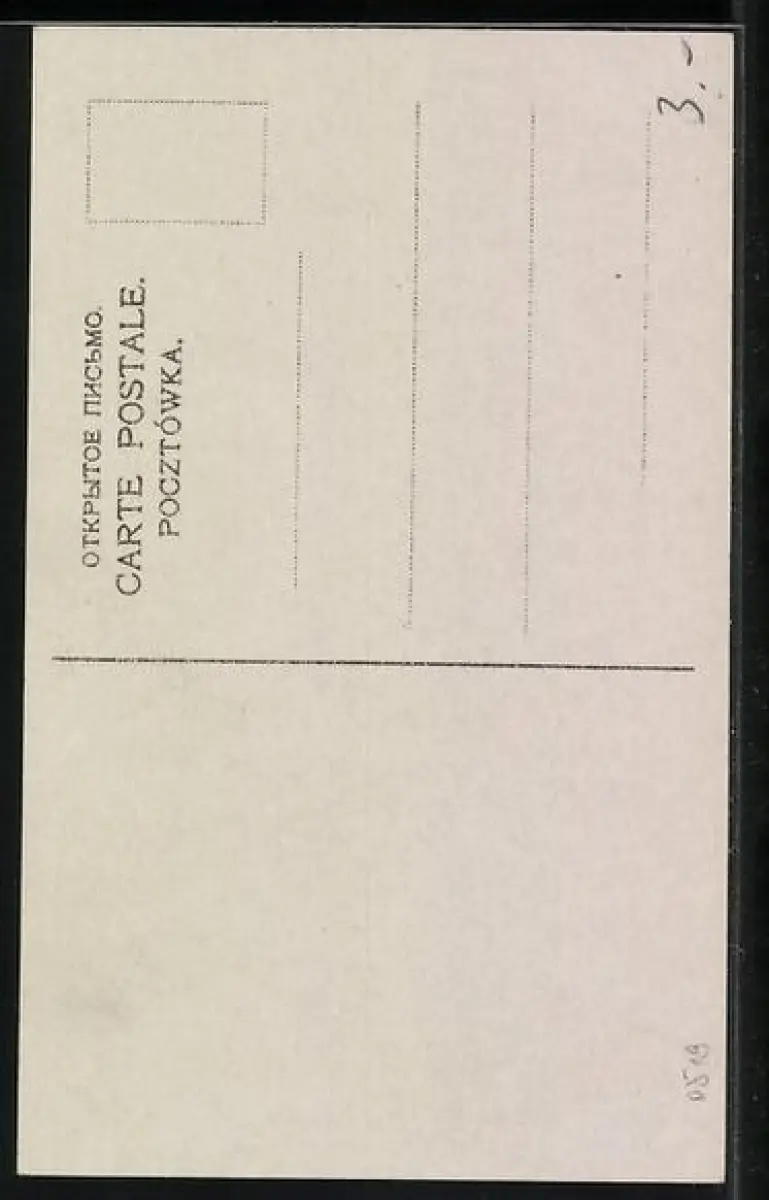 ОТКРЫТОЕ ПИСЬМО.
CARTE POSTALE.
POCZTÓWKA.
3.-